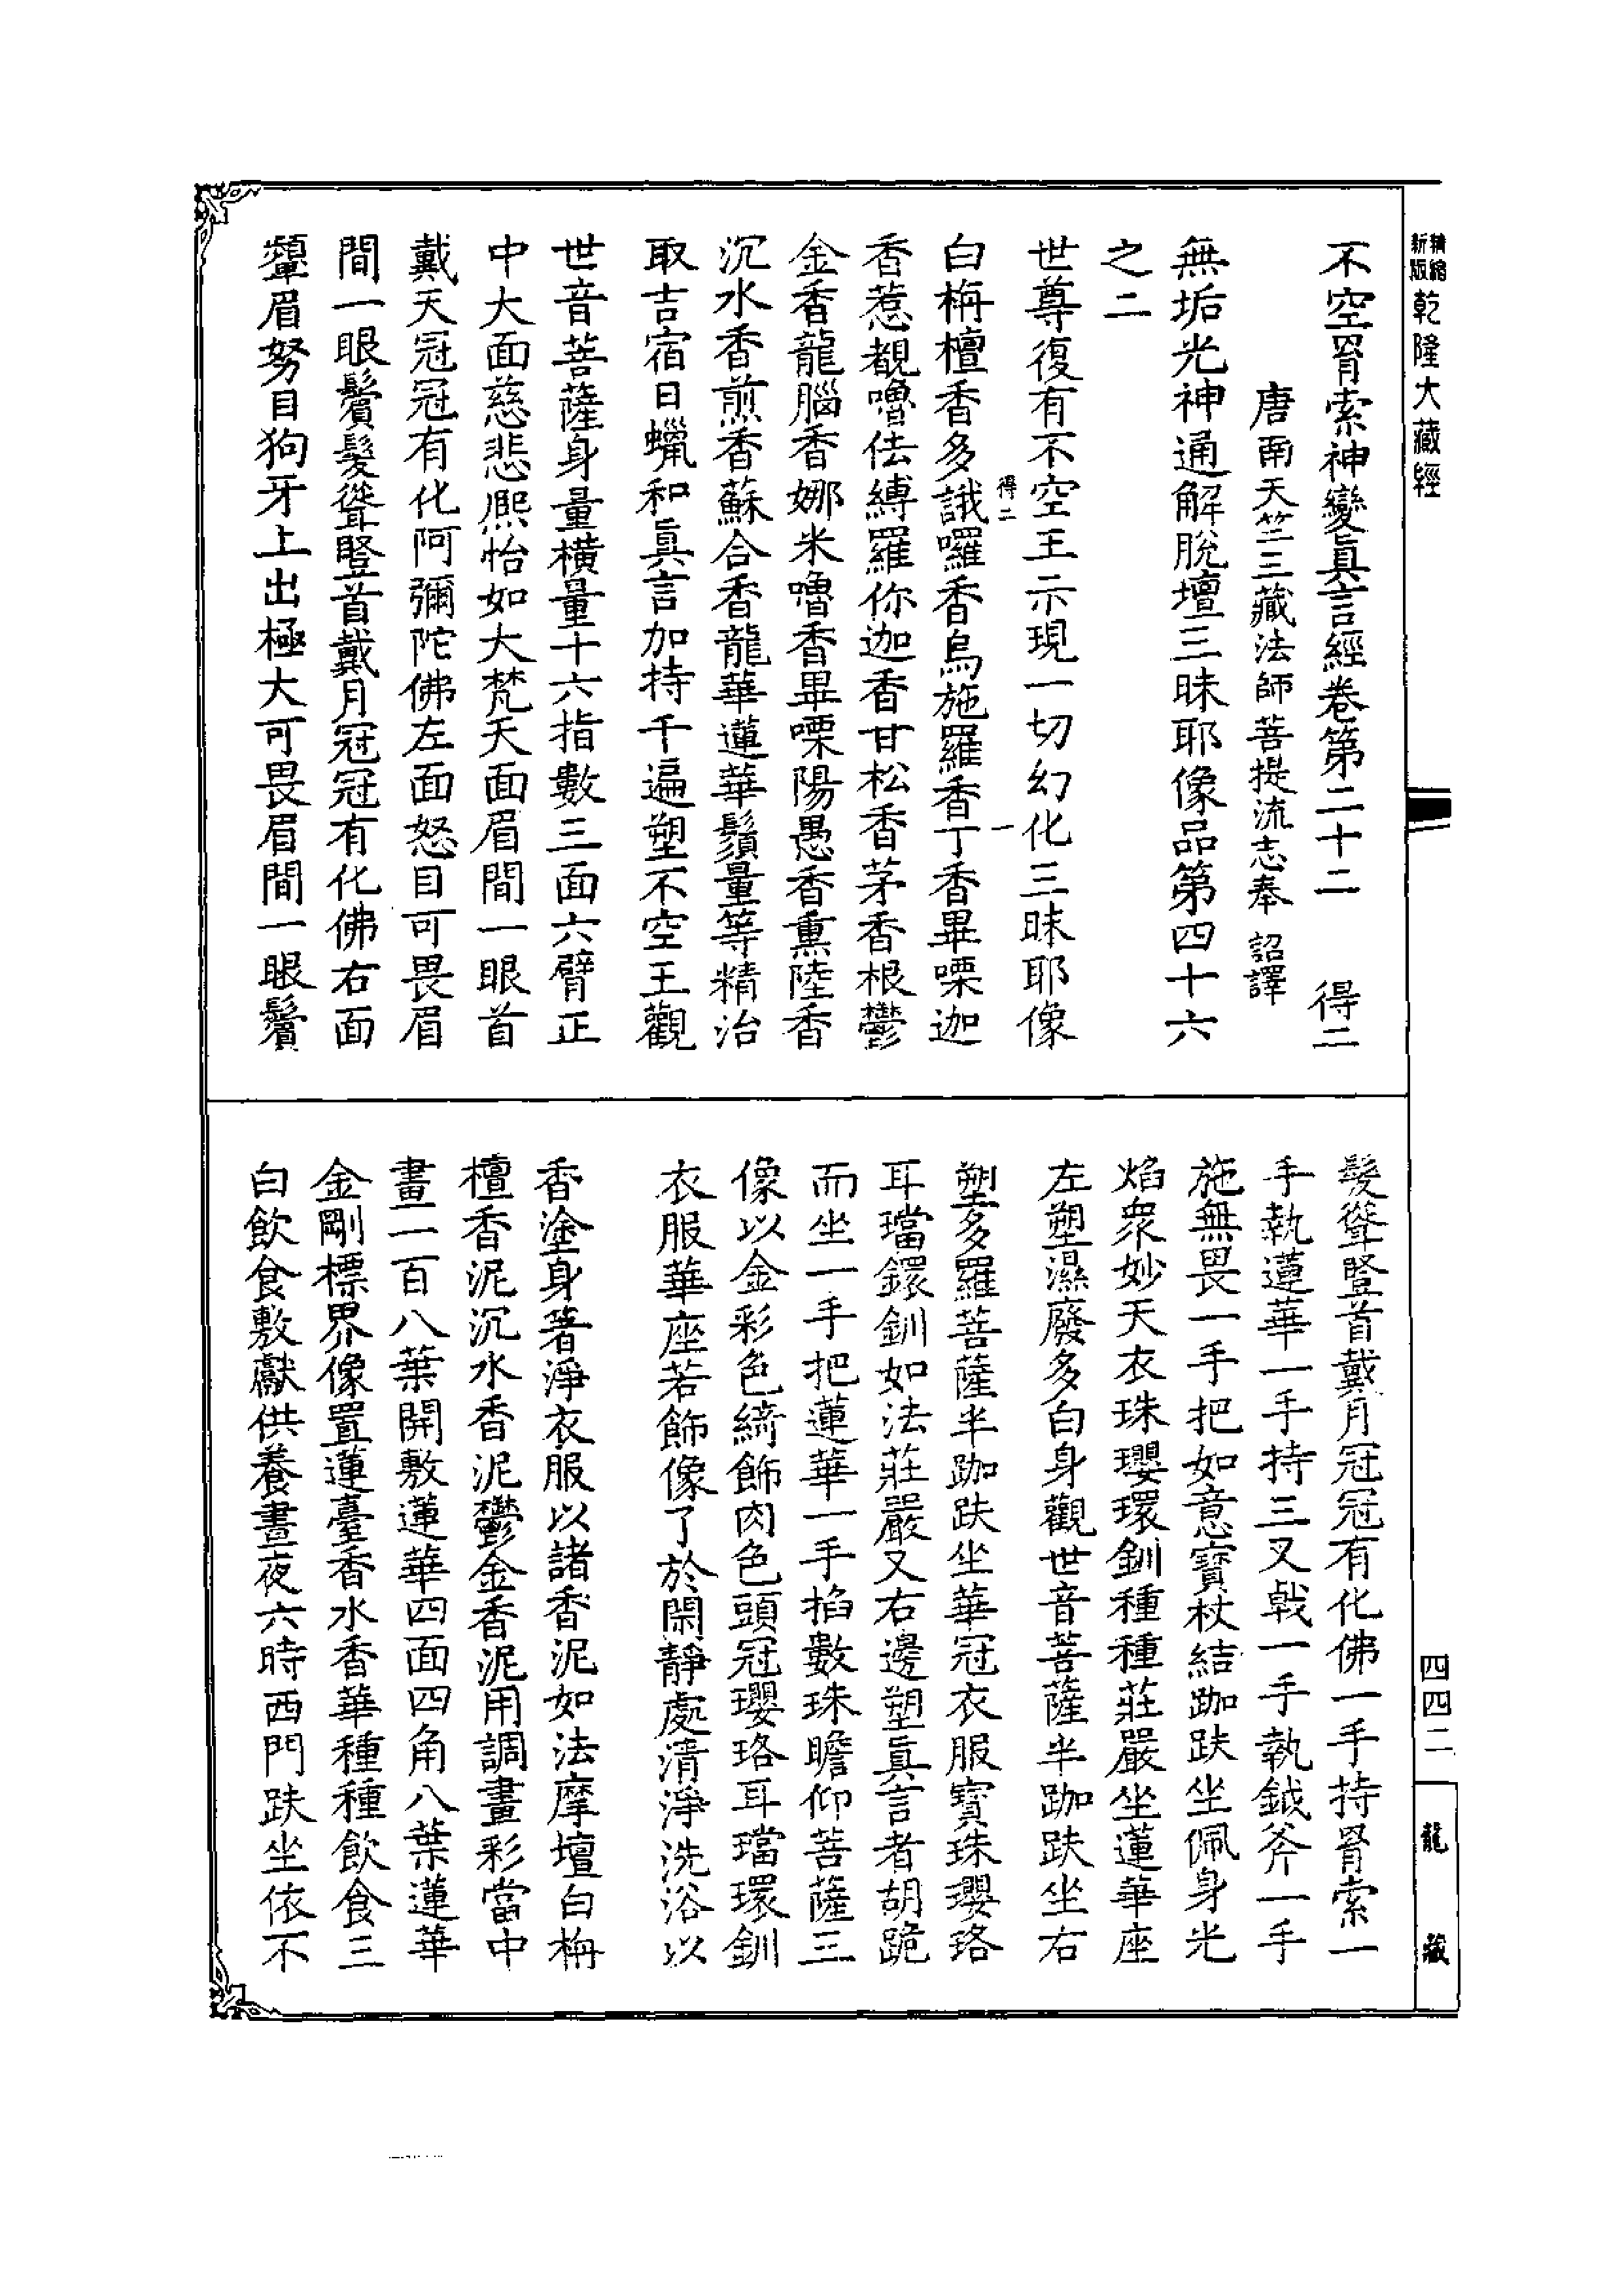 新版
精縮
乾隆大藏經
不空罥索神變真言經卷第二十二 得二
唐南天竺三藏法師菩提流志奉 詔譯
無垢光神通解脫壇三昧耶像品第四十六
之二
世尊復有不空王示現一切幻化三昧耶像
得二 一
白栴檀香多誐囉香烏施羅香丁香畢㗚迦
香惹覩嚕佉縛羅你迦香甘松香茅香根鬱
金香龍腦香娜米嚕香畢㗚陽愚香薰陸香
沉水香煎香蘇合香龍華蓮華鬚量等精治
取吉宿日蠟和真言加持千遍塑不空王觀
世音菩薩身量橫量十六指數三面六臂正
中大面慈悲熈怡如大梵天面眉間一眼首
戴天冠冠有化阿彌陀佛左面怒目可畏眉
間一眼鬢髮聳豎首戴月冠冠有化佛右面
顰眉努目狗牙上出極大可畏眉間一眼鬢
髮聳豎首戴月冠冠有化佛一手持罥索一
手執蓮華一手持三叉戟一手執鉞斧一手
施無畏一手把如意寶杖結跏趺坐佩身光
焰眾妙天衣珠瓔環釧種種莊嚴坐蓮華座
左塑濕廢多白身觀世音菩薩半跏趺坐右
塑多羅菩薩半跏趺坐華冠衣服寶珠瓔珞
耳璫鐶釧如法莊嚴又右邊塑真言者胡跪
而坐一手把蓮華一手掐數珠瞻仰菩薩三
像以金彩色綺飾肉色頭冠瓔珞耳璫環釧
衣服華座若飾像了於閑靜處清淨洗浴以
香塗身著淨衣服以諸香泥如法摩壇白栴
檀香泥沉水香泥鬱金香泥用調畫彩當中
畫一百八葉開敷蓮華四面四角八葉蓮華
金剛標界像置蓮臺香水香華種種飲食三
白飲食敷獻供養晝夜六時西門趺坐依不
四四二
龍藏